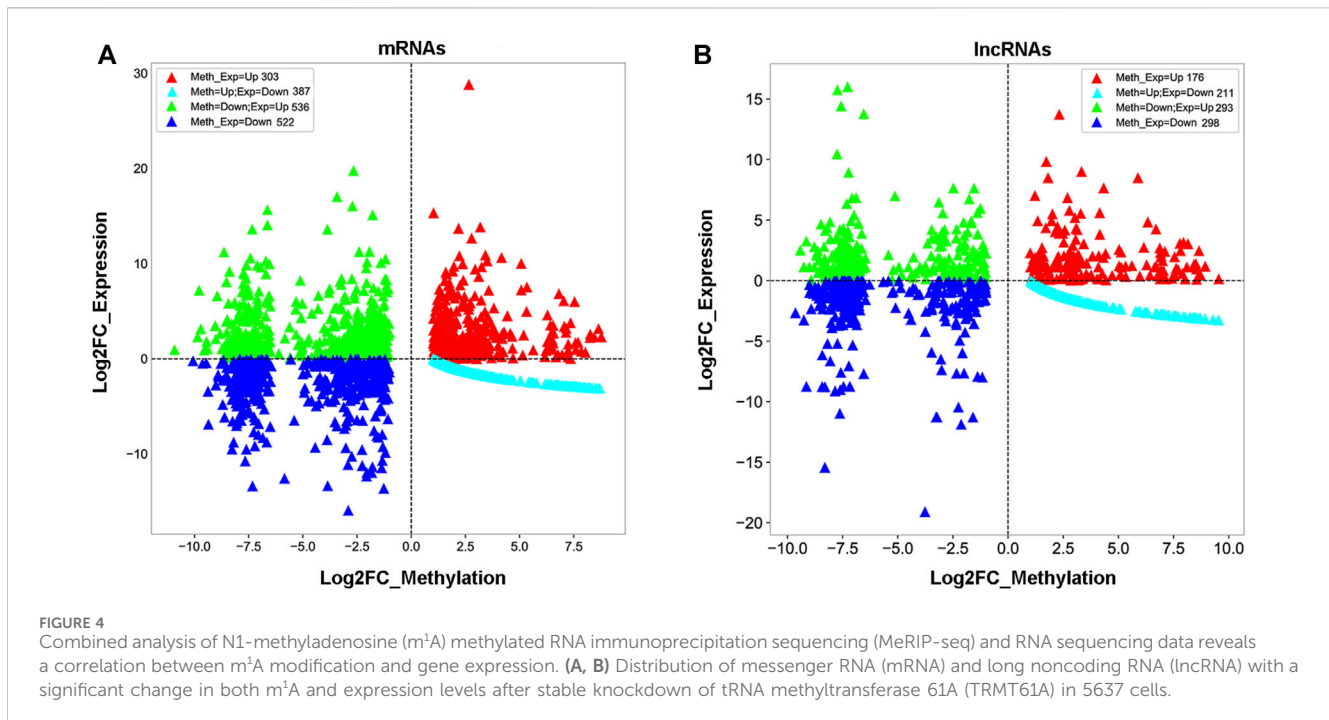 A
mRNAs
Meth_Exp=Up 303
Meth=Up;Exp=Down 387
Meth=Down;Exp=Up 536
Meth_Exp=Down 522
30
20
10
0
−10
Log2FC_Expression
−10.0 −7.5 −5.0 −2.5 0.0 2.5 5.0 7.5
Log2FC_Methylation
B
lncRNAs
Meth_Exp=Up 176
Meth=Up;Exp=Down 211
Meth=Down;Exp=Up 293
Meth_Exp=Down 298
15
10
5
0
−5
−10
−15
−20
Log2FC_Expression
−10.0 −7.5 −5.0 −2.5 0.0 2.5 5.0 7.5 10.0
Log2FC_Methylation
FIGURE 4
Combined analysis of N1-methyladenosine (m¹A) methylated RNA immunoprecipitation sequencing (MeRIP-seq) and RNA sequencing data reveals
a correlation between m¹A modification and gene expression. (A, B) Distribution of messenger RNA (mRNA) and long noncoding RNA (lncRNA) with a
significant change in both m¹A and expression levels after stable knockdown of tRNA methyltransferase 61A (TRMT61A) in 5637 cells.